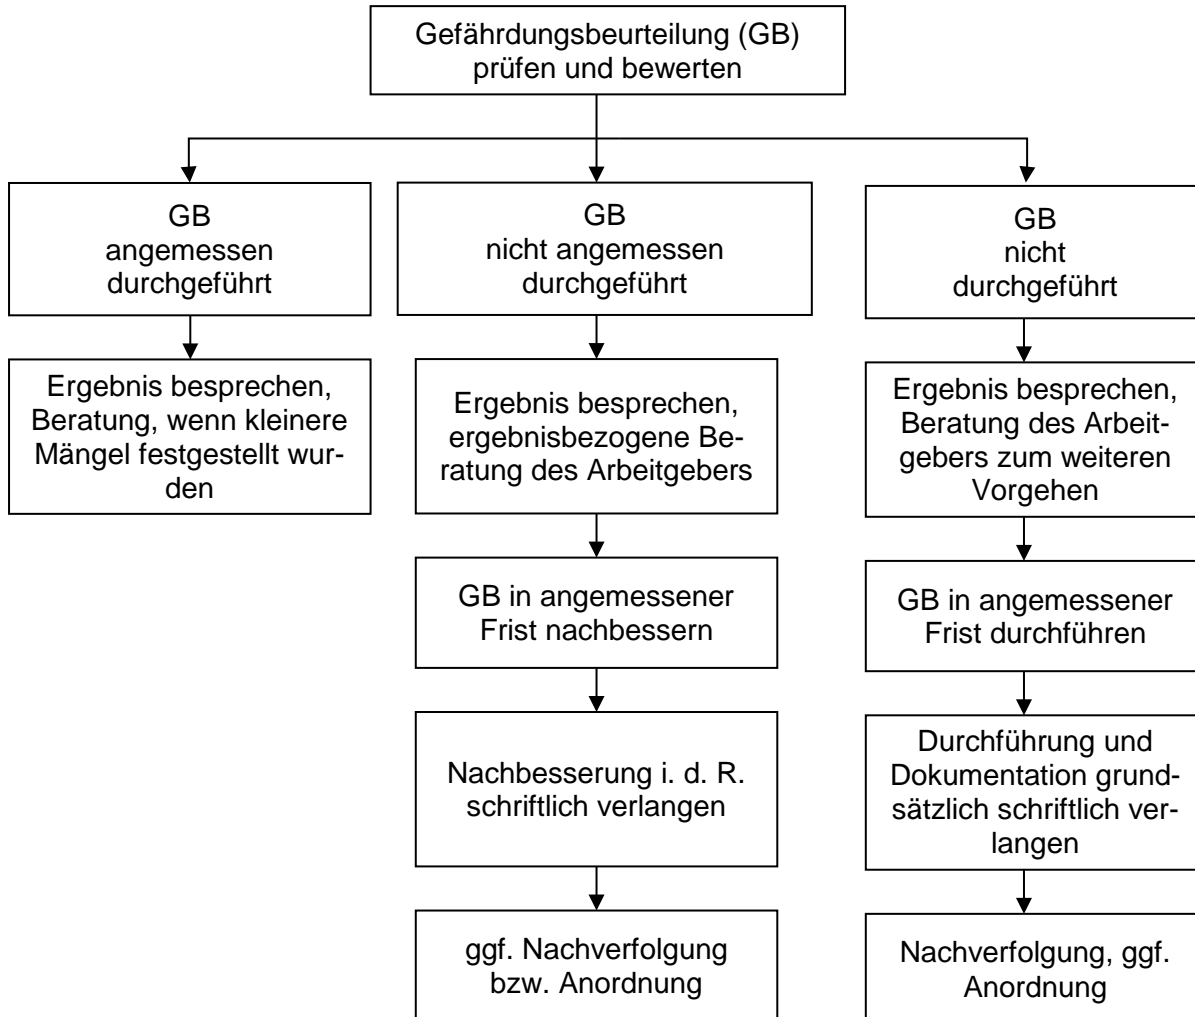 Gefährdungsbeurteilung (GB)
prüfen und bewerten
GB
angemessen
durchgeführt
Ergebnis besprechen,
Beratung, wenn kleinere
Mängel festgestellt wur-
den
GB
nicht angemessen
durchgeführt
Ergebnis besprechen,
ergebnisbezogene Be-
ratung des Arbeitgebers
GB in angemessener
Frist nachbessern
Nachbesserung i. d. R.
schriftlich verlangen
ggf. Nachverfolgung
bzw. Anordnung
GB
nicht
durchgeführt
Ergebnis besprechen,
Beratung des Arbeit-
gebers zum weiteren
Vorgehen
GB in angemessener
Frist durchführen
Durchführung und
Dokumentation grund-
sätzlich schriftlich ver-
langen
Nachverfolgung, ggf.
Anordnung